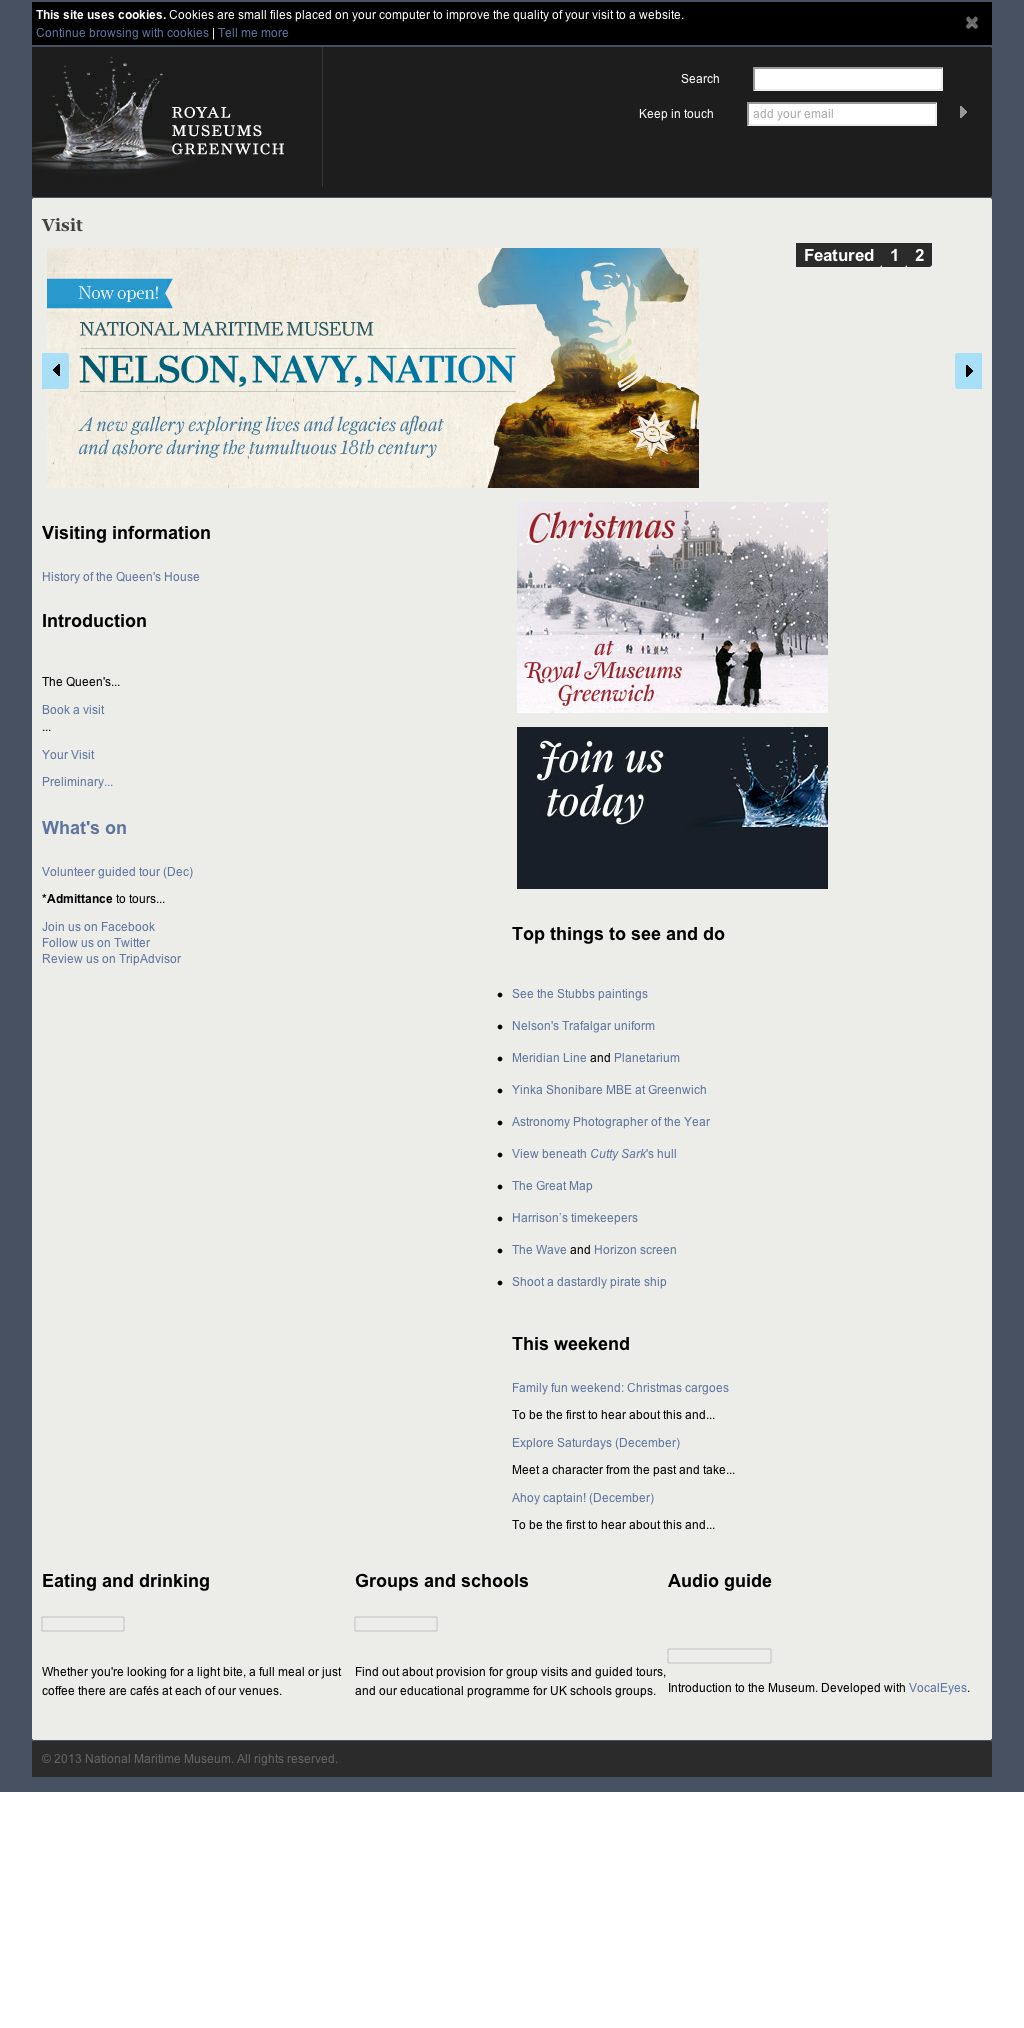 This site uses cookies. Cookies are small files placed on your computer to improve the quality of your visit to a website.
Continue browsing with cookies | Tell me more
ROYAL
MUSEUMS
GREENWICH
Search
Keep in touch
add your email
Visit
Featured 1 2
Now open!
NATIONAL MARITIME MUSEUM
NELSON, NAVY, NATION
A new gallery exploring lives and legacies afloat
and ashore during the tumultuous 18th century
Visiting information
History of the Queen's House
Introduction
The Queen's...
Book a visit
...
Your Visit
Preliminary...
What's on
Volunteer guided tour (Dec)
*Admittance to tours...
Join us on Facebook
Follow us on Twitter
Review us on TripAdvisor
Christmas
at
Royal Museums
Greenwich
Join us
today
Top things to see and do
See the Stubbs paintings
Nelson's Trafalgar uniform
Meridian Line and Planetarium
Yinka Shonibare MBE at Greenwich
Astronomy Photographer of the Year
View beneath Cutty Sark's hull
The Great Map
Harrison's timekeepers
The Wave and Horizon screen
Shoot a dastardly pirate ship
This weekend
Family fun weekend: Christmas cargoes
To be the first to hear about this and...
Explore Saturdays (December)
Meet a character from the past and take...
Ahoy captain! (December)
To be the first to hear about this and...
Eating and drinking
Whether you're looking for a light bite, a full meal or just
coffee there are cafés at each of our venues.
Groups and schools
Find out about provision for group visits and guided tours,
and our educational programme for UK schools groups.
Audio guide
Introduction to the Museum. Developed with VocalEyes.
© 2013 National Maritime Museum. All rights reserved.